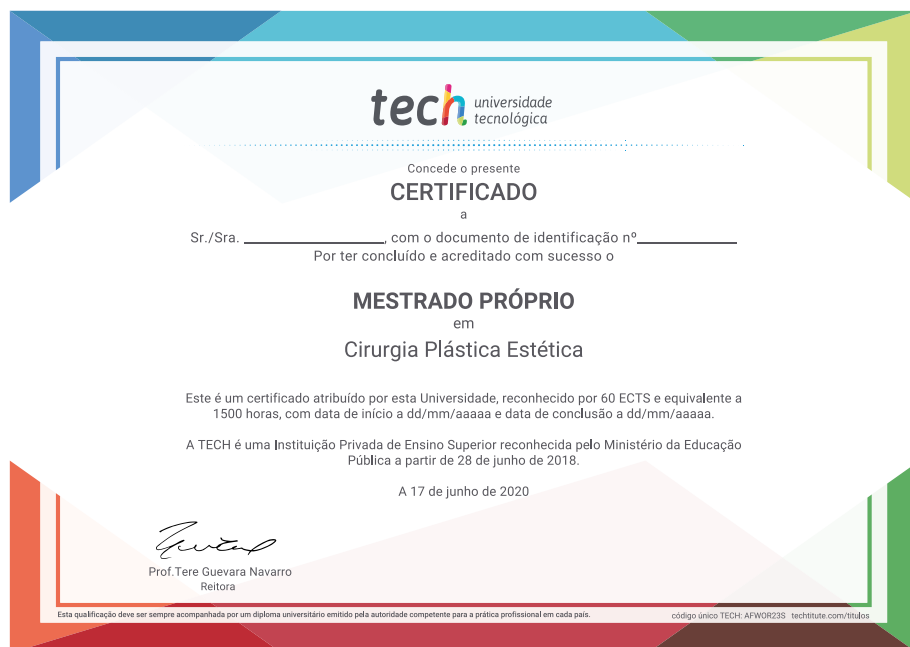 tech universidade
tecnológica
Concede o presente
CERTIFICADO
a
Sr./Sra. ____________, com o documento de identificação nº____________
Por ter concluído e acreditado com sucesso o
MESTRADO PRÓPRIO
em
Cirurgia Plástica Estética
Este é um certificado atribuído por esta Universidade, reconhecido por 60 ECTS e equivalente a
1500 horas, com data de início a dd/mm/aaaaa e data de conclusão a dd/mm/aaaaa.
A TECH é uma Instituição Privada de Ensino Superior reconhecida pelo Ministério da Educação
Pública a partir de 28 de junho de 2018.
A 17 de junho de 2020
Prof.Tere Guevara Navarro
Reitora
Esta qualificação deve ser sempre acompanhada por um diploma universitário emitido pela autoridade competente para a prática profissional em cada país.
código único TECH: AFWOR23S techtitute.com/titulos